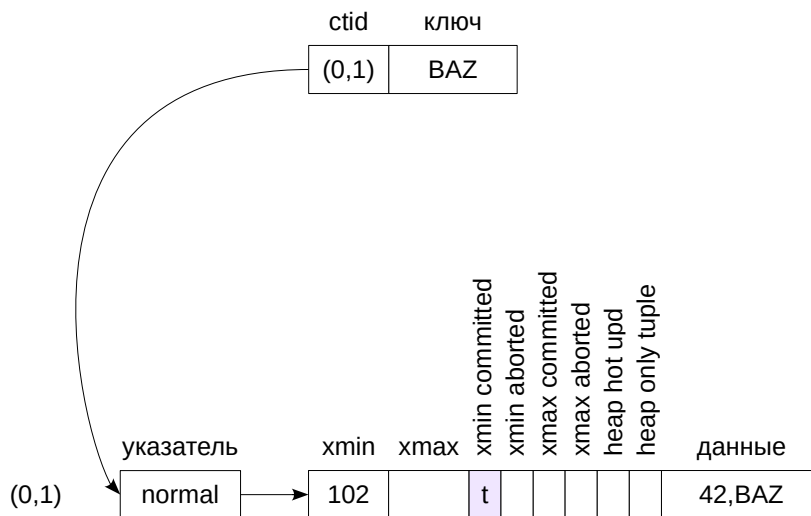 ctid ключ
(0,1) BAZ
xmin committed
xmin aborted
xmax committed
xmax aborted
heap hot upd
heap only tuple
указатель xmin xmax данные
(0,1) normal 102 t 42,BAZ